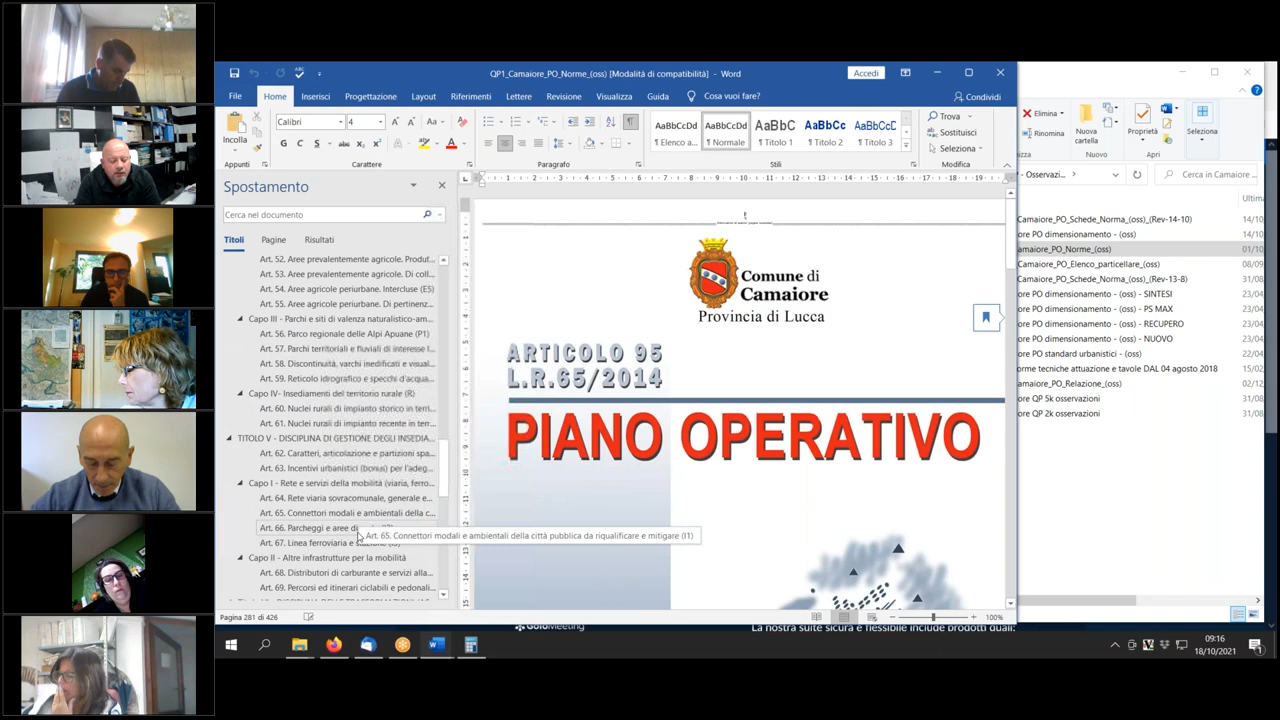 QP1_Camaiore_PO_Norme_(oss) [Modalità di compatibilità] - Word
Accedi
File Home Inserisci Progettazione Layout Riferimenti Lettere Revisione Visualizza Guida Cosa vuoi fare? Condividi
Incolla
Calibri 4
G C S
AaBbCcDd AaBbCcDd AaBbC AaBbCc AaBbCcD
¶ Elenco a... ¶ Normale ¶ Titolo 1 ¶ Titolo 2 ¶ Titolo 3
Trova
Sostituisci
Seleziona
Appunti Carattere Paragrafo Stili Modifica
Spostamento
Cerca nel documento
Titoli Pagine Risultati
Art. 52. Aree prevalentemente agricole. Produt...
Art. 53. Aree prevalentemente agricole. Di coll...
Art. 54. Aree agricole periurbane. Intercluse (E5)
Art. 55. Aree agricole periurbane. Di pertinenz...
Capo III - Parchi e siti di valenza naturalistico-am...
Art. 56. Parco regionale delle Alpi Apuane (P1)
Art. 57. Parchi territoriali e fluviali di interesse l...
Art. 58. Discontinuità, varchi inedificati e visual...
Art. 59. Reticolo idrografico e specchi d'acqua...
Capo IV- Insediamenti del territorio rurale (R)
Art. 60. Nuclei rurali di impianto storico in terri...
Art. 61. Nuclei rurali di impianto recente in terr...
TITOLO V - DISCIPLINA DI GESTIONE DEGLI INSEDIA...
Art. 62. Caratteri, articolazione e partizioni spa...
Art. 63. Incentivi urbanistici (bonus) per l'adeg...
Capo I - Rete e servizi della mobilità (viaria, ferro...
Art. 64. Rete viaria sovracomunale, generale e...
Art. 65. Connettori modali e ambientali della c...
Art. 66. Parcheggi e aree di
Art. 65. Connettori modali e ambientali della città pubblica da riqualificare e mitigare (I1)
Art. 67. Linea ferroviaria e
Capo II - Altre infrastrutture per la mobilità
Art. 68. Distributori di carburante e servizi alla...
Art. 69. Percorsi ed itinerari ciclabili e pedonali...
Comune di
Camaiore
Provincia di Lucca
ARTICOLO 95
L.R.65/2014
PIANO OPERATIVO
Pagina 281 di 426
100%
Elimina
Rinomina
Nuova cartella
Proprietà
Seleziona
Nuovo Apri
- Osservazi...
Cerca in Camaiore_...
Ultima
Camaiore_PO_Schede_Norma_(oss)_(Rev-14-10) 14/10
ore PO dimensionamento - (oss) 14/10
amaiore_PO_Norme_(oss) 01/10
Camaiore_PO_Elenco_particellare_(oss) 08/09
Camaiore_PO_Schede_Norma_(oss)_(Rev-13-8) 31/08
ore PO dimensionamento - (oss) - SINTESI 23/04
ore PO dimensionamento - (oss) - PS MAX 23/04
ore PO dimensionamento - (oss) - RECUPERO 23/04
ore PO dimensionamento - (oss) - NUOVO 23/04
ore PO standard urbanistici - (oss) 22/04
orme tecniche attuazione e tavole DAL 04 agosto 2018
amaiore_PO_Relazione_(oss) 02/12
ore QP 5k osservazioni 31/08
ore QP 2k osservazioni 31/08
GoToMeeting
La nostra suite sicura e flessibile include prodotti quali:
09:16
18/10/2021